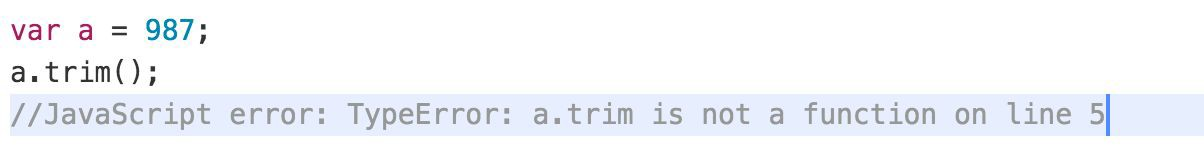 var a = 987;
a.trim();
//JavaScript error: TypeError: a.trim is not a function on line 5